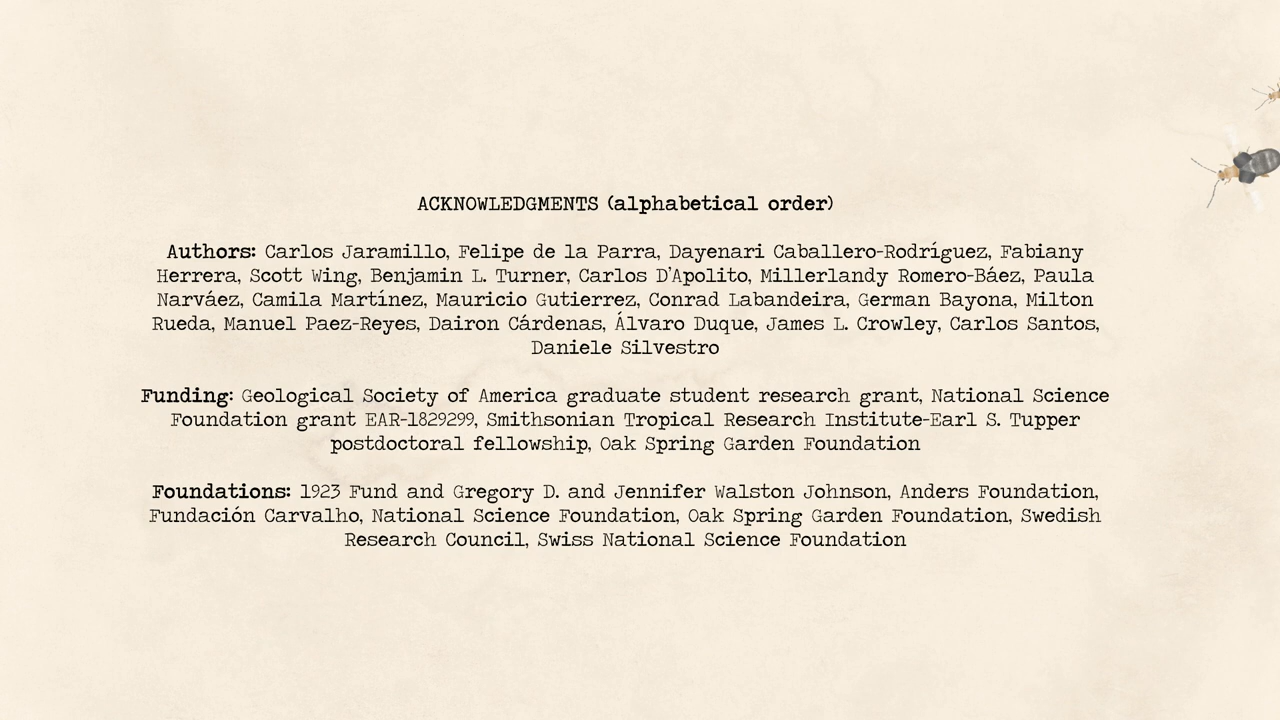 ACKNOWLEDGMENTS (alphabetical order)
Authors: Carlos Jaramillo, Felipe de la Parra, Dayenari Caballero-Rodríguez, Fabiany
Herrera, Scott Wing, Benjamin L. Turner, Carlos D'Apolito, Millerlandy Romero-Báez, Paula
Narváez, Camila Martínez, Mauricio Gutierrez, Conrad Labandeira, German Bayona, Milton
Rueda, Manuel Paez-Reyes, Dairon Cárdenas, Álvaro Duque, James L. Crowley, Carlos Santos,
Daniele Silvestro
Funding: Geological Society of America graduate student research grant, National Science
Foundation grant EAR-1829299, Smithsonian Tropical Research Institute-Earl S. Tupper
postdoctoral fellowship, Oak Spring Garden Foundation
Foundations: 1923 Fund and Gregory D. and Jennifer Walston Johnson, Anders Foundation,
Fundación Carvalho, National Science Foundation, Oak Spring Garden Foundation, Swedish
Research Council, Swiss National Science Foundation